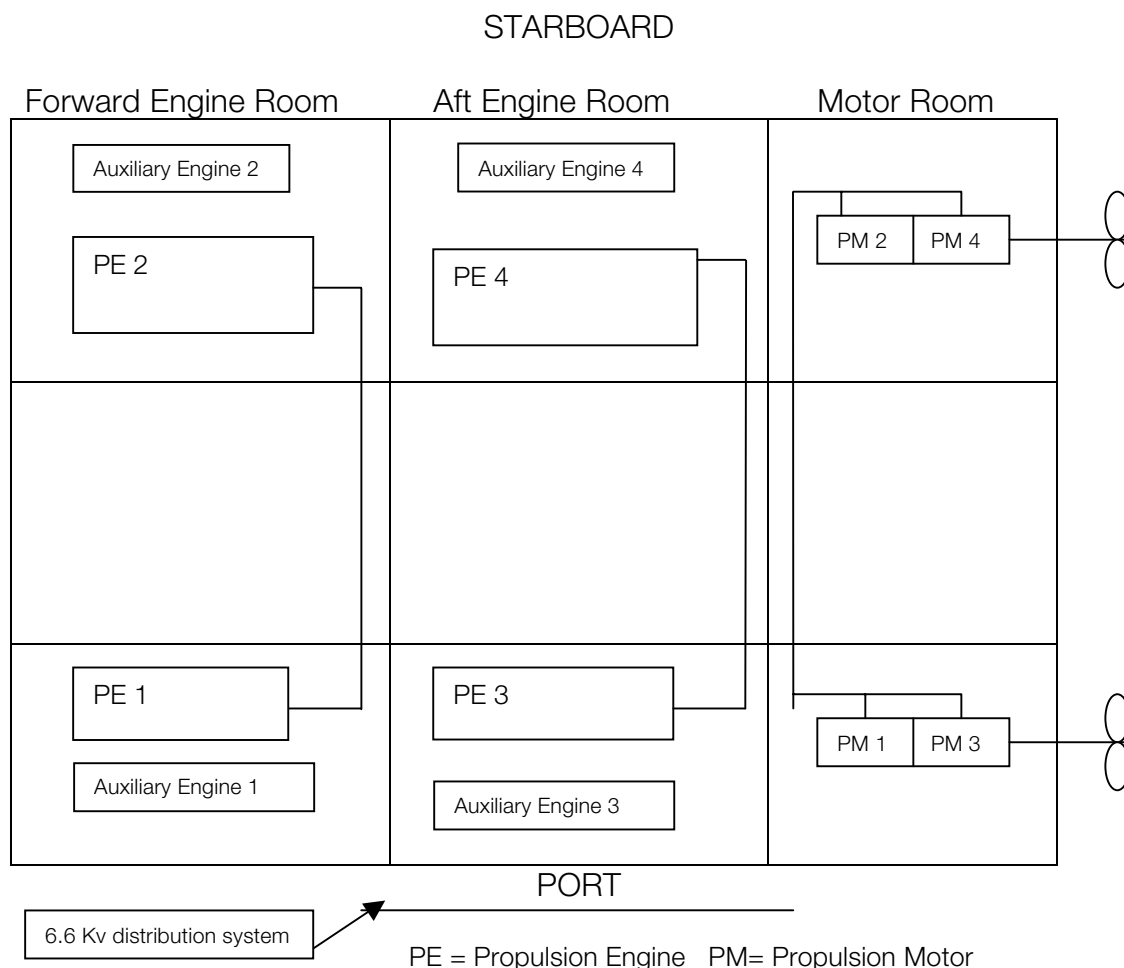 STARBOARD
Forward Engine Room Aft Engine Room Motor Room
Auxiliary Engine 2 Auxiliary Engine 4
PE 2 PE 4 PM 2 PM 4
PE 1 PE 3 PM 1 PM 3
Auxiliary Engine 1 Auxiliary Engine 3
PORT
6.6 Kv distribution system
PE = Propulsion Engine PM= Propulsion Motor